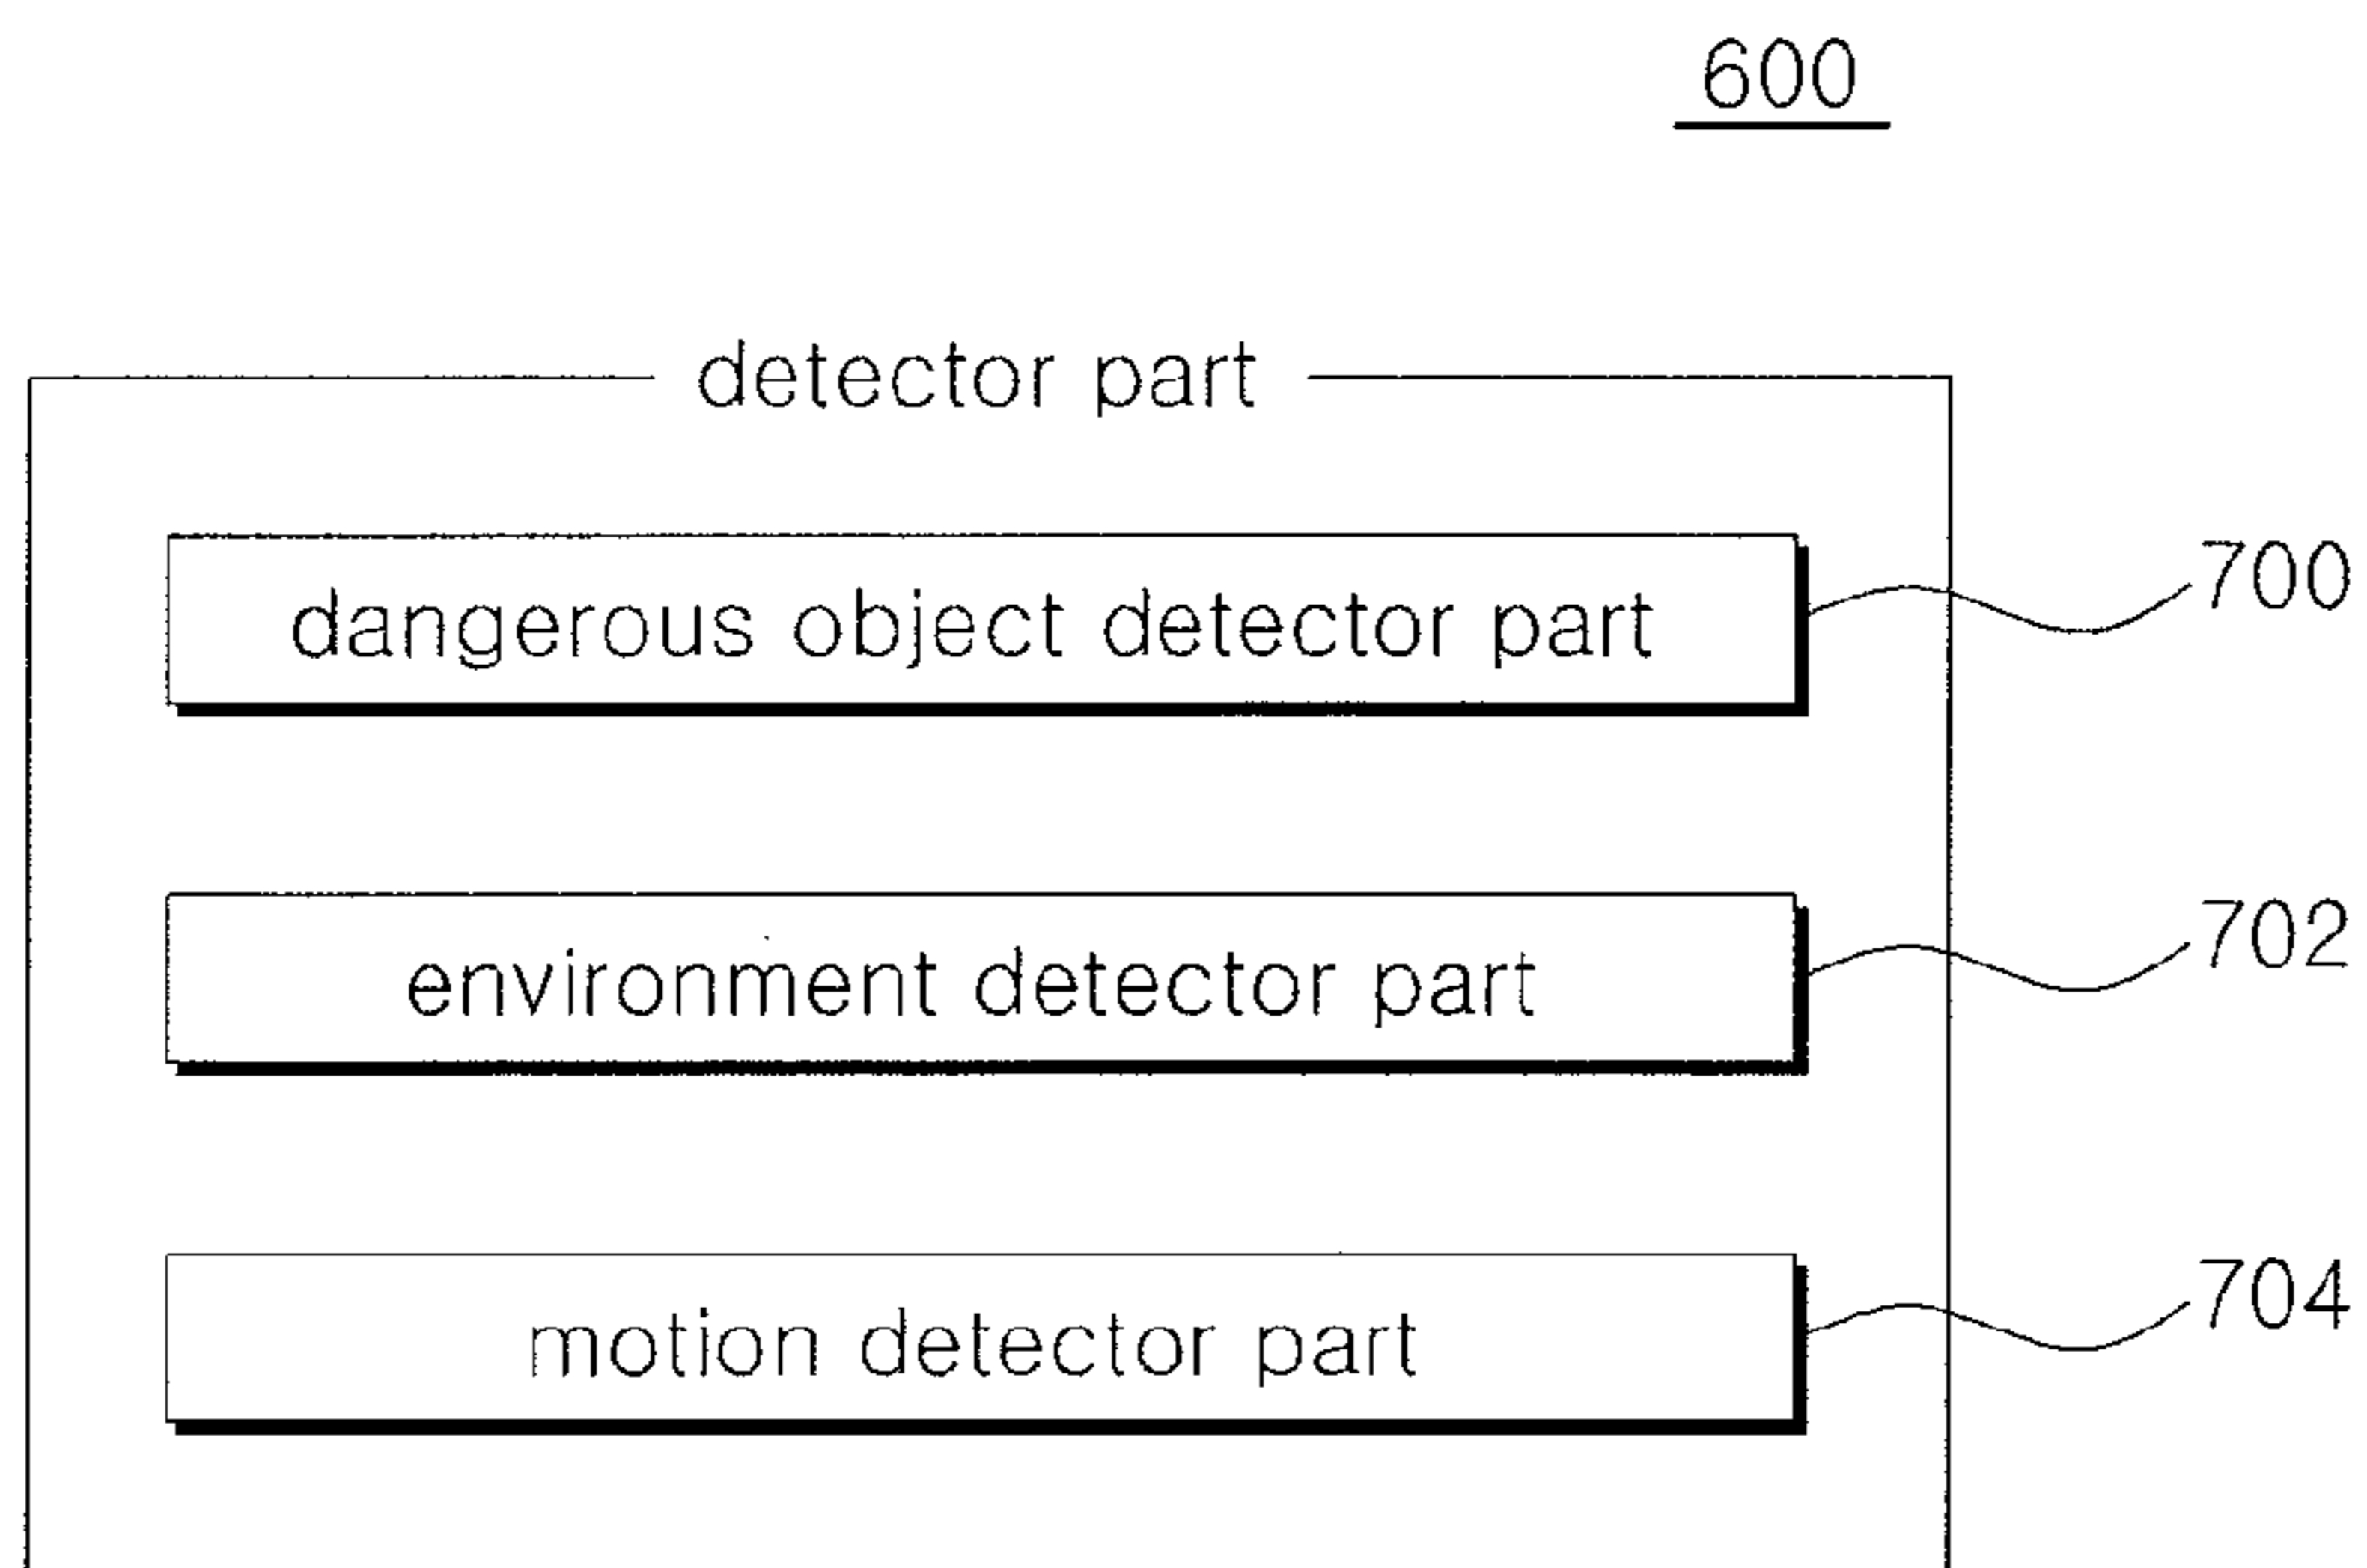 600
detector part
dangerous object detector part
700
environment detector part
702
motion detector part
704